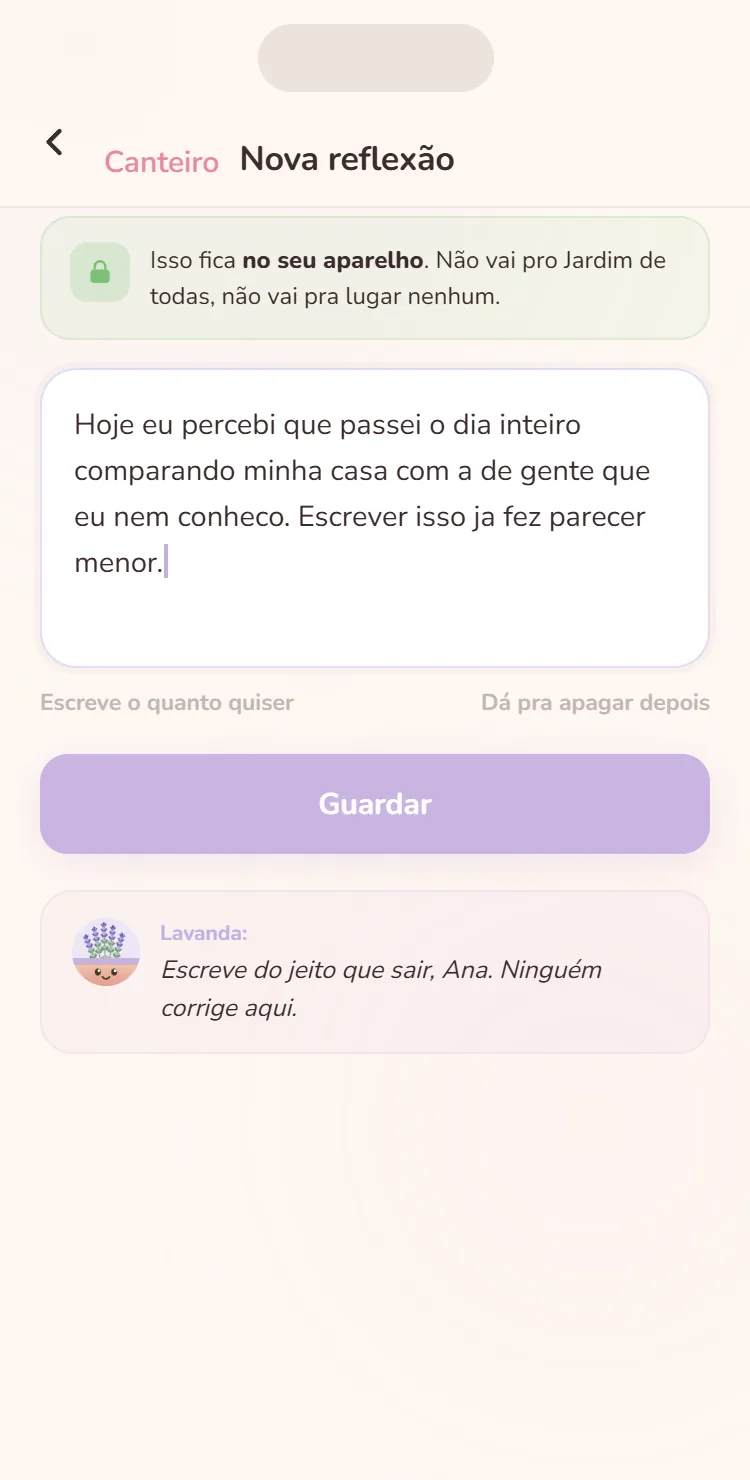 Canteiro Nova reflexão
Isso fica no seu aparelho. Não vai pro Jardim de
todas, não vai pra lugar nenhum.
Hoje eu percebi que passei o dia inteiro
comparando minha casa com a de gente que
eu nem conheco. Escrever isso ja fez parecer
menor.
Escreve o quanto quiser Dá pra apagar depois
Guardar
Lavanda:
Escreve do jeito que sair, Ana. Ninguém
corrige aqui.